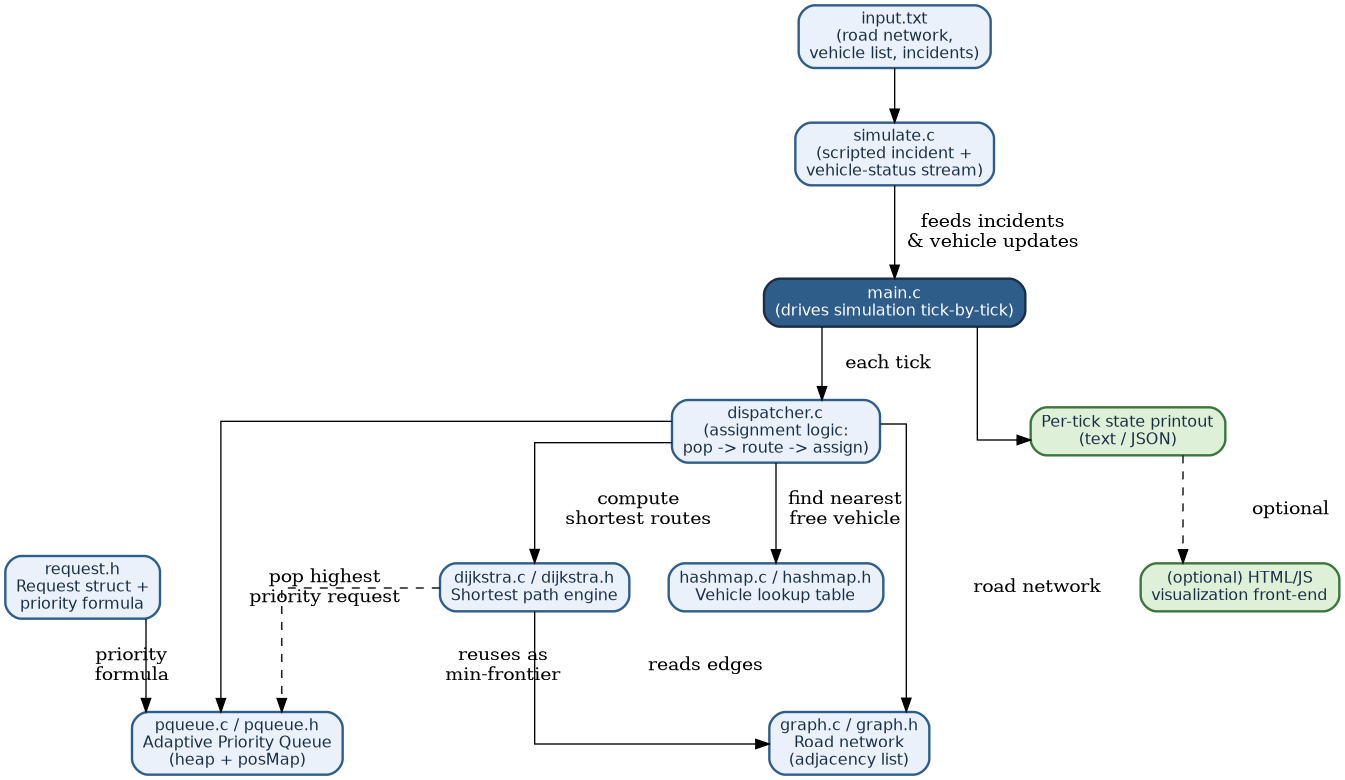 input.txt
(road network,
vehicle list, incidents)
simulate.c
(scripted incident +
vehicle-status stream)
feeds incidents
& vehicle updates
main.c
(drives simulation tick-by-tick)
each tick
dispatcher.c
(assignment logic:
pop -> route -> assign)
Per-tick state printout
(text / JSON)
compute
shortest routes
find nearest
free vehicle
optional
request.h
Request struct +
priority formula
pop highest
priority request
dijkstra.c / dijkstra.h
Shortest path engine
hashmap.c / hashmap.h
Vehicle lookup table
road network
(optional) HTML/JS
visualization front-end
priority
formula
reuses as
min-frontier
reads edges
pqueue.c / pqueue.h
Adaptive Priority Queue
(heap + posMap)
graph.c / graph.h
Road network
(adjacency list)